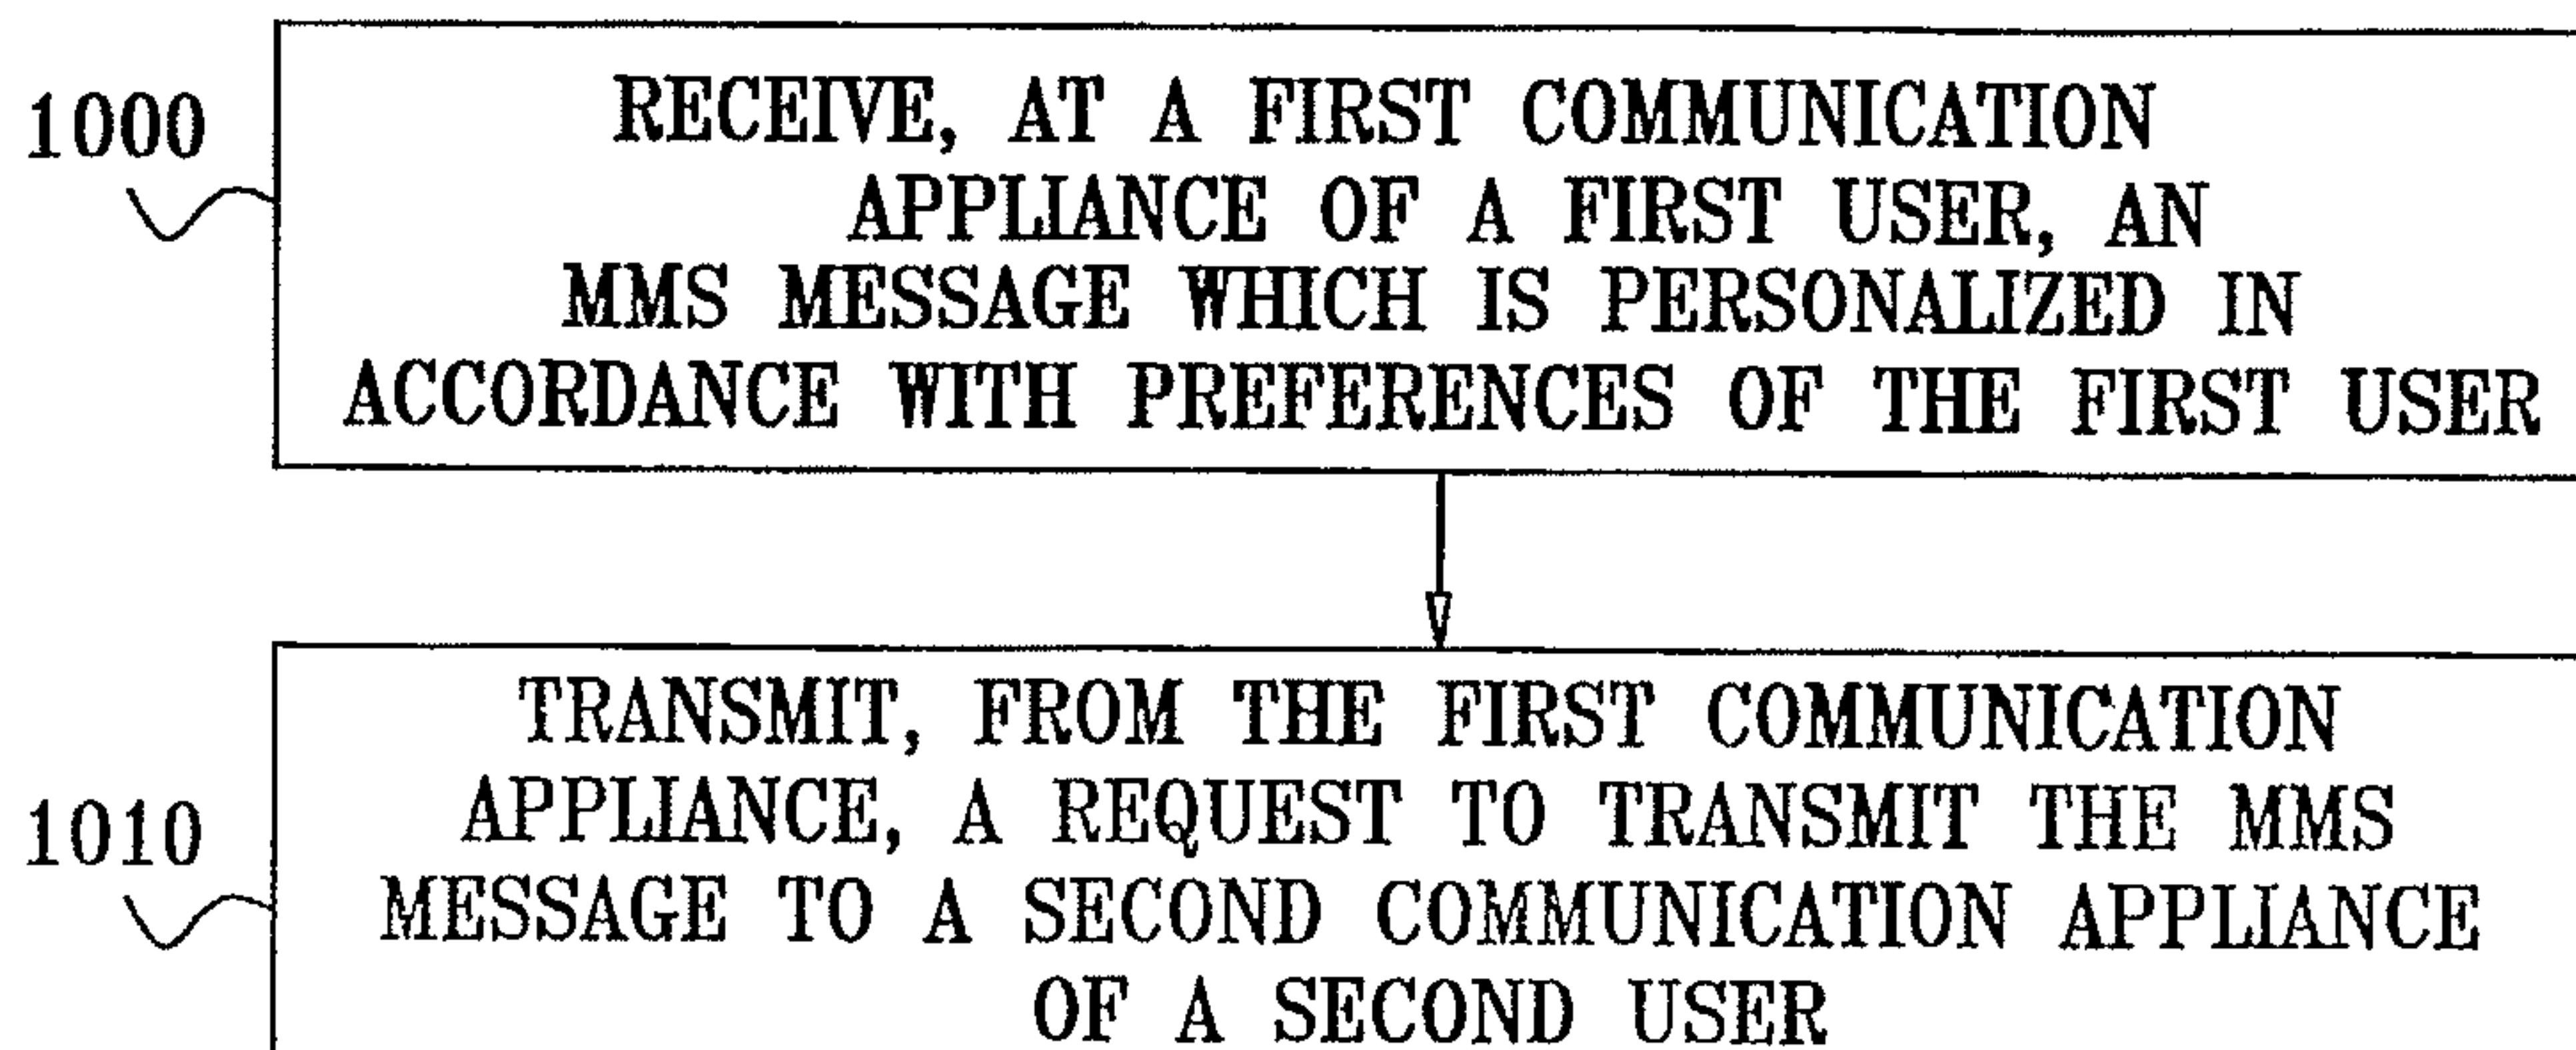 1000
RECEIVE, AT A FIRST COMMUNICATION
APPLIANCE OF A FIRST USER, AN
MMS MESSAGE WHICH IS PERSONALIZED IN
ACCORDANCE WITH PREFERENCES OF THE FIRST USER
TRANSMIT, FROM THE FIRST COMMUNICATION
1010
APPLIANCE, A REQUEST TO TRANSMIT THE MMS
MESSAGE TO A SECOND COMMUNICATION APPLIANCE
OF A SECOND USER